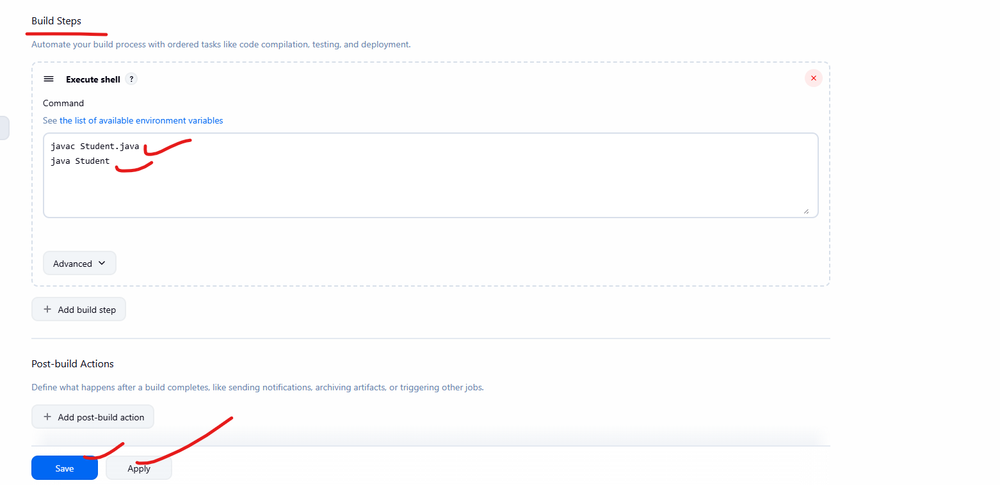 Build Steps
Automate your build process with ordered tasks like code compilation, testing, and deployment.
Execute shell ?
Command
See the list of available environment variables
javac Student.java
java Student
Advanced
+ Add build step
Post-build Actions
Define what happens after a build completes, like sending notifications, archiving artifacts, or triggering other jobs.
+ Add post-build action
Save Apply